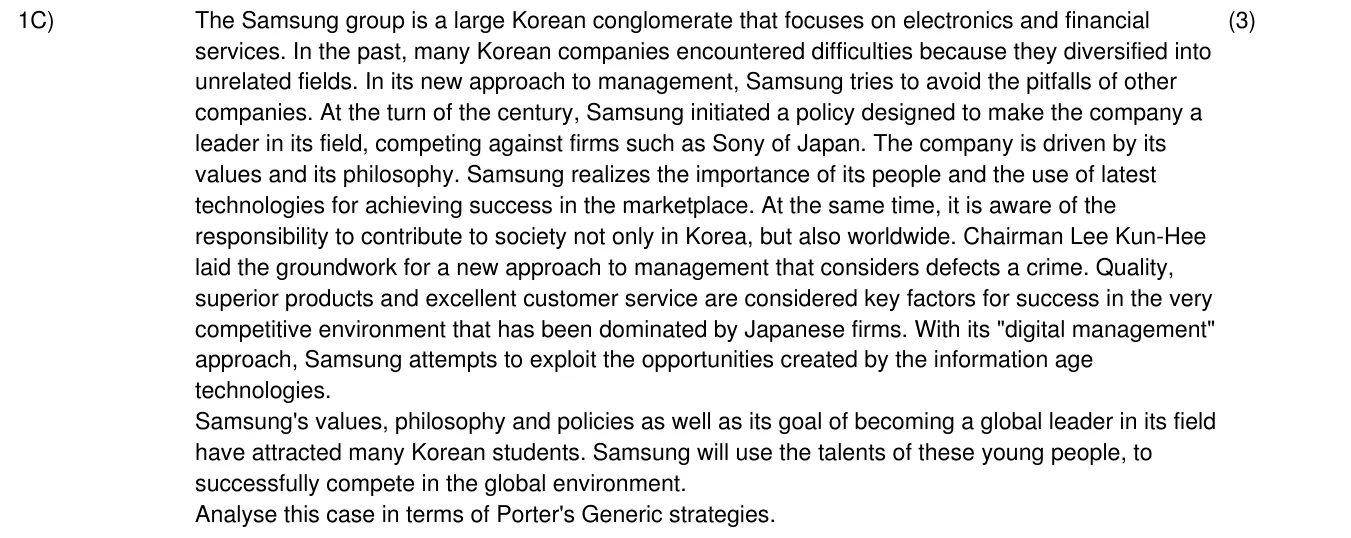 1C) The Samsung group is a large Korean conglomerate that focuses on electronics and financial (3)
services. In the past, many Korean companies encountered difficulties because they diversified into
unrelated fields. In its new approach to management, Samsung tries to avoid the pitfalls of other
companies. At the turn of the century, Samsung initiated a policy designed to make the company a
leader in its field, competing against firms such as Sony of Japan. The company is driven by its
values and its philosophy. Samsung realizes the importance of its people and the use of latest
technologies for achieving success in the marketplace. At the same time, it is aware of the
responsibility to contribute to society not only in Korea, but also worldwide. Chairman Lee Kun-Hee
laid the groundwork for a new approach to management that considers defects a crime. Quality,
superior products and excellent customer service are considered key factors for success in the very
competitive environment that has been dominated by Japanese firms. With its "digital management"
approach, Samsung attempts to exploit the opportunities created by the information age
technologies.
Samsung's values, philosophy and policies as well as its goal of becoming a global leader in its field
have attracted many Korean students. Samsung will use the talents of these young people, to
successfully compete in the global environment.
Analyse this case in terms of Porter's Generic strategies.